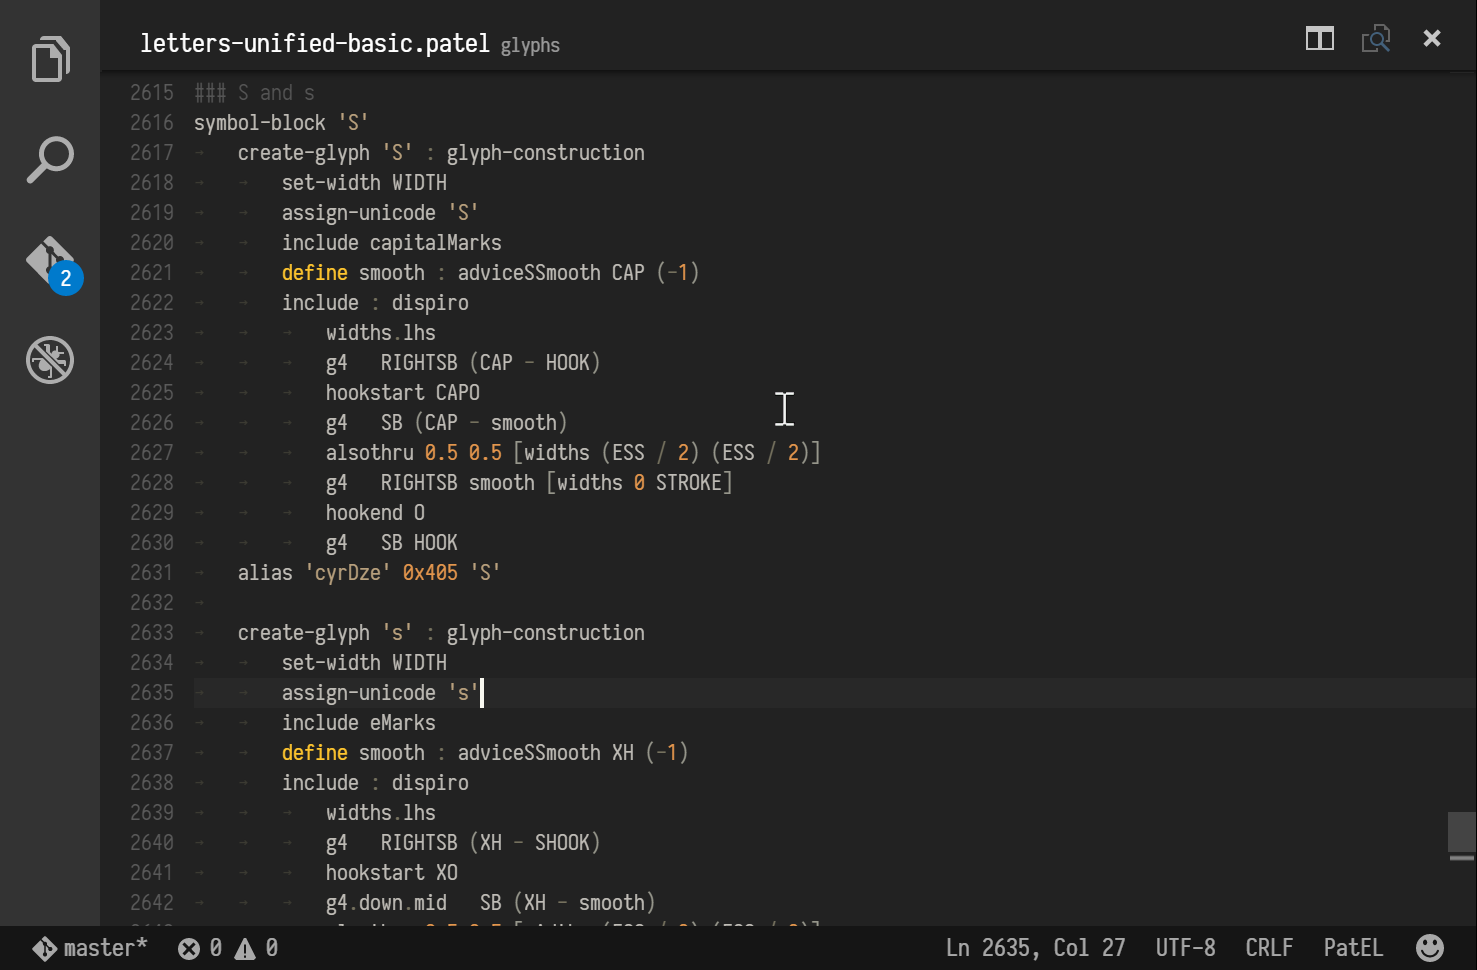 letters-unified-basic.patel glyphs
2615 ### S and s
2616 symbol-block 'S'
2617 create-glyph 'S' : glyph-construction
2618 set-width WIDTH
2619 assign-unicode 'S'
2620 include capitalMarks
2621 define smooth : adviceSSmooth CAP (-1)
2622 include : dispiro
2623 widths.lhs
2624 g4 RIGHTSB (CAP - HOOK)
2625 hookstart CAPO
2626 g4 SB (CAP - smooth)
2627 alsothru 0.5 0.5 [widths (ESS / 2) (ESS / 2)]
2628 g4 RIGHTSB smooth [widths 0 STROKE]
2629 hookend O
2630 g4 SB HOOK
2631 alias 'cyrDze' 0x405 'S'
2632
2633 create-glyph 's' : glyph-construction
2634 set-width WIDTH
2635 assign-unicode 's'
2636 include eMarks
2637 define smooth : adviceSSmooth XH (-1)
2638 include : dispiro
2639 widths.lhs
2640 g4 RIGHTSB (XH - SHOOK)
2641 hookstart XO
2642 g4.down.mid SB (XH - smooth)
2
master* 0 0 Ln 2635, Col 27 UTF-8 CRLF PatEL